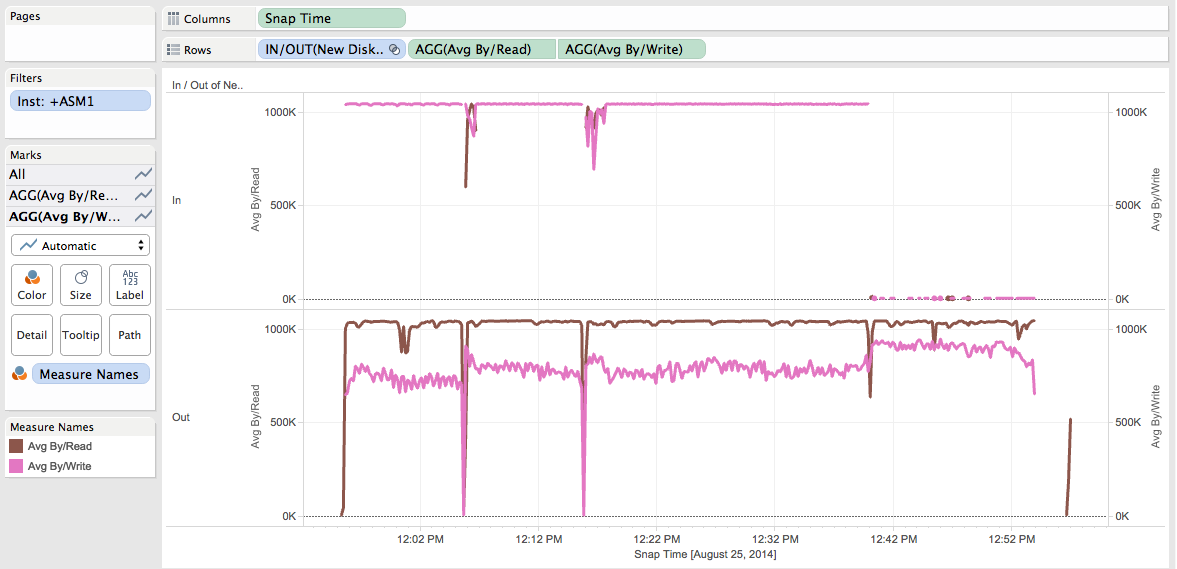 Pages
Columns
Snap Time
Rows
IN/OUT(New Disk..
AGG(Avg By/Read)
AGG(Avg By/Write)
Filters
Inst: +ASM1
Marks
All
AGG(Avg By/Re...
AGG(Avg By/W...
Automatic
Color
Size
Abc
123
Label
Detail
Tooltip
Path
Measure Names
Measure Names
Avg By/Read
Avg By/Write
In / Out of Ne..
In
Avg By/Read
1000K
500K
0K
1000K
500K
0K
Avg By/Write
Out
Avg By/Read
1000K
500K
0K
1000K
500K
0K
Avg By/Write
12:02 PM
12:12 PM
12:22 PM
12:32 PM
12:42 PM
12:52 PM
Snap Time [August 25, 2014]